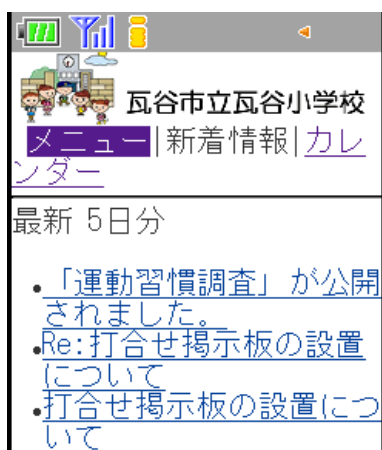 瓦谷市立瓦谷小学校
メニュー|新着情報|カレ
ンダー
最新 5日分
・「運動習慣調査」が公開
されました。
・Re:打合せ掲示板の設置
について
・打合せ掲示板の設置につ
いて